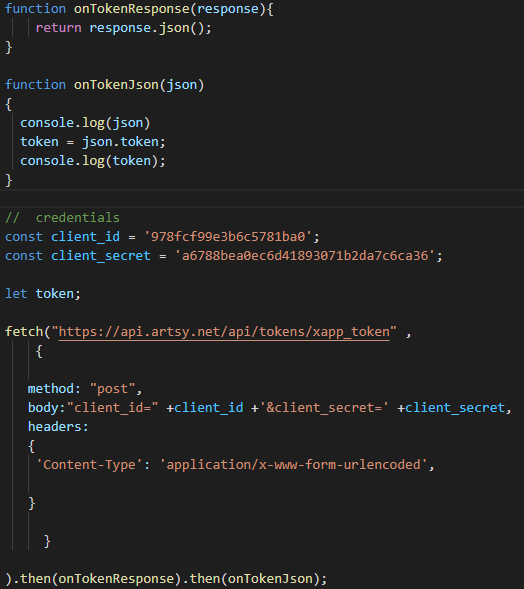 function onTokenResponse(response){
return response.json();
}
function onTokenJson(json)
{
console.log(json)
token = json.token;
console.log(token);
}
// credentials
const client_id = '978fcf99e3b6c5781ba0';
const client_secret = 'a6788bea0ec6d41893071b2da7c6ca36';
let token;
fetch("https://api.artsy.net/api/tokens/xapp_token" ,
{
method: "post",
body:"client_id=" +client_id +'&client_secret=' +client_secret,
headers:
{
'Content-Type': 'application/x-www-form-urlencoded',
}
}
).then(onTokenResponse).then(onTokenJson);